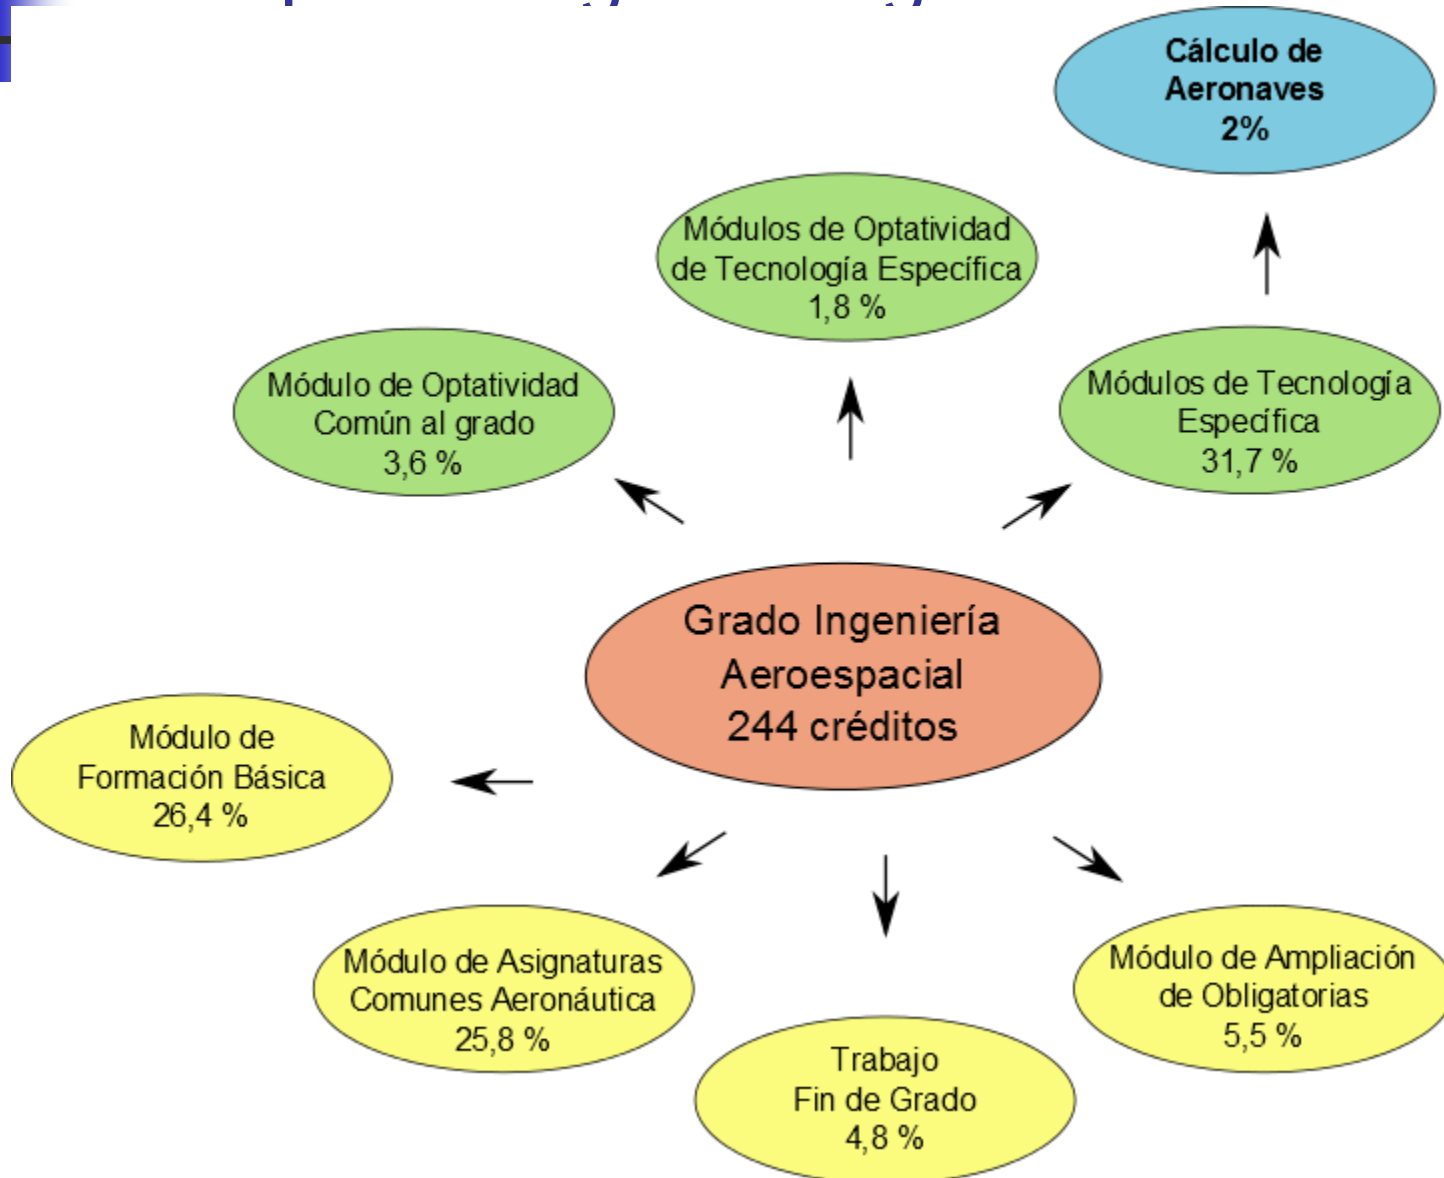 Cálculo de
Aeronaves
2%
Módulos de Optatividad
de Tecnología Específica
1,8 %
Módulo de Optatividad
Común al grado
3,6 %
Módulos de Tecnología
Específica
31,7 %
Grado Ingeniería
Aeroespacial
244 créditos
Módulo de
Formación Básica
26,4 %
Módulo de Asignaturas
Comunes Aeronáutica
25,8 %
Trabajo
Fin de Grado
4,8 %
Módulo de Ampliación
de Obligatorias
5,5 %